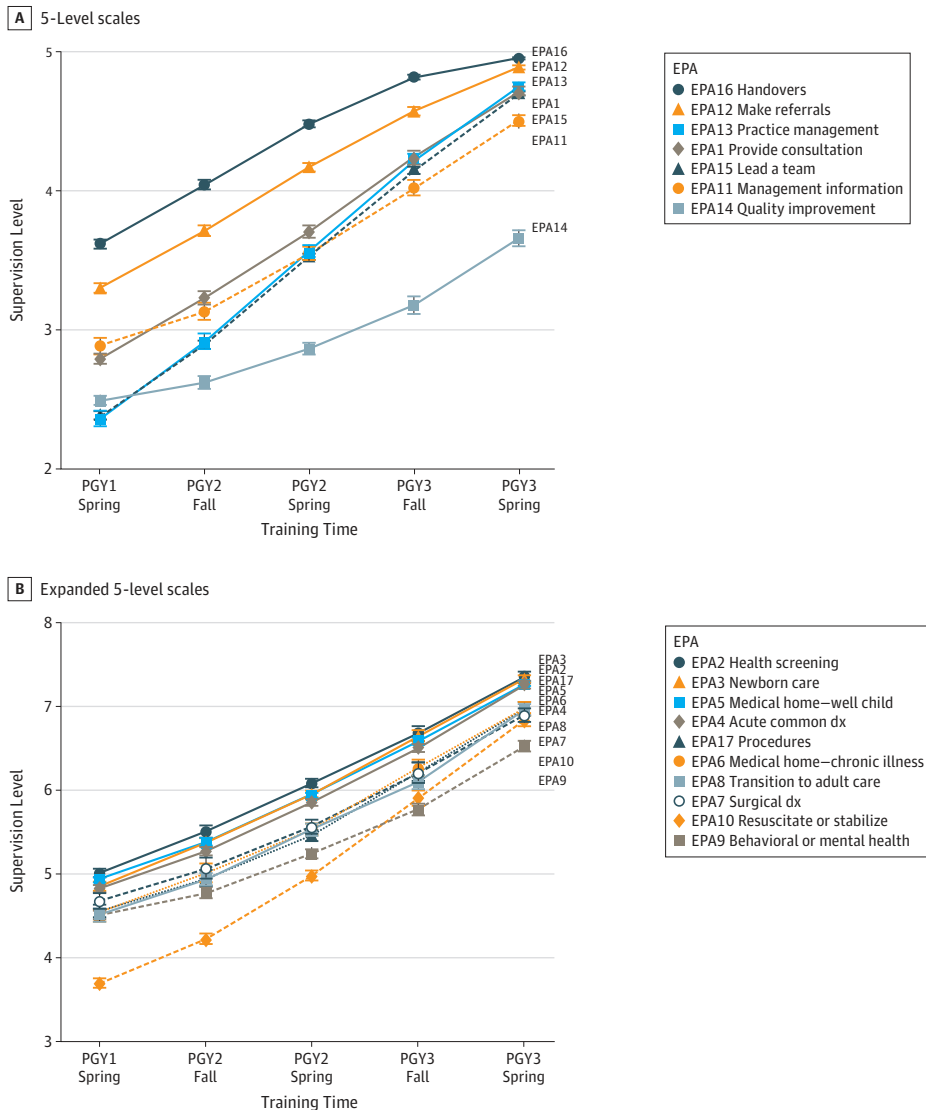 A 5-Level scales
5
4
3
2
Supervision Level
EPA16
EPA12
EPA13
EPA1
EPA15
EPA11
EPA14
PGY1 Spring
PGY2 Fall
PGY2 Spring
PGY3 Fall
PGY3 Spring
Training Time
EPA
EPA16 Handovers
EPA12 Make referrals
EPA13 Practice management
EPA1 Provide consultation
EPA15 Lead a team
EPA11 Management information
EPA14 Quality improvement
B Expanded 5-level scales
8
7
6
5
4
3
Supervision Level
EPA3
EPA2
EPA17
EPA5
EPA6
EPA4
EPA8
EPA7
EPA10
EPA9
PGY1 Spring
PGY2 Fall
PGY2 Spring
PGY3 Fall
PGY3 Spring
Training Time
EPA
EPA2 Health screening
EPA3 Newborn care
EPA5 Medical home–well child
EPA4 Acute common dx
EPA17 Procedures
EPA6 Medical home–chronic illness
EPA8 Transition to adult care
EPA7 Surgical dx
EPA10 Resuscitate or stabilize
EPA9 Behavioral or mental health